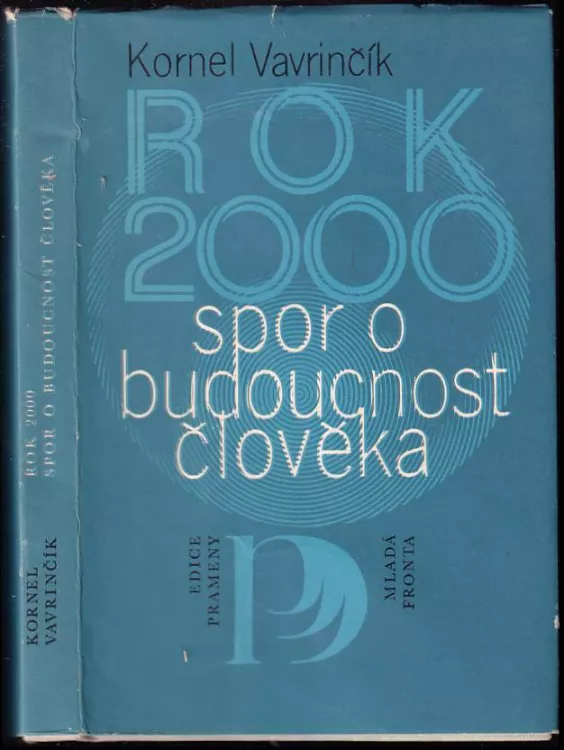 Kornel Vavrinčík
ROK
2000
spor o
budoucnost
člověka
EDICE
PRAMENY
P
MLADÁ
FRONTA
ROK 2000
SPOR O BUDOUCNOST ČLOVĚKA
KORNEL
VAVRINČÍK